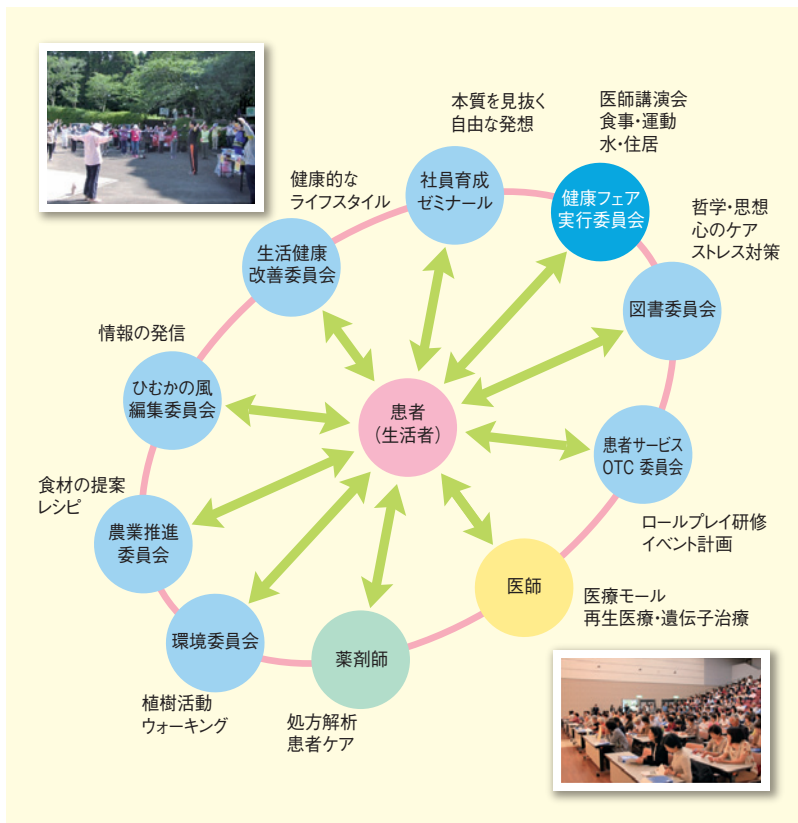 本質を見抜く
自由な発想
社員育成
ゼミナール
医師講演会
食事・運動
水・住居
健康フェア
実行委員会
哲学・思想
心のケア
ストレス対策
図書委員会
患者サービス
OTC 委員会
ロールプレイ研修
イベント計画
医師
医療モール
再生医療・遺伝子治療
薬剤師
処方解析
患者ケア
環境委員会
植樹活動
ウォーキング
食材の提案
レシピ
農業推進
委員会
情報の発信
ひむかの風
編集委員会
健康的な
ライフスタイル
生活健康
改善委員会
患者
（生活者）